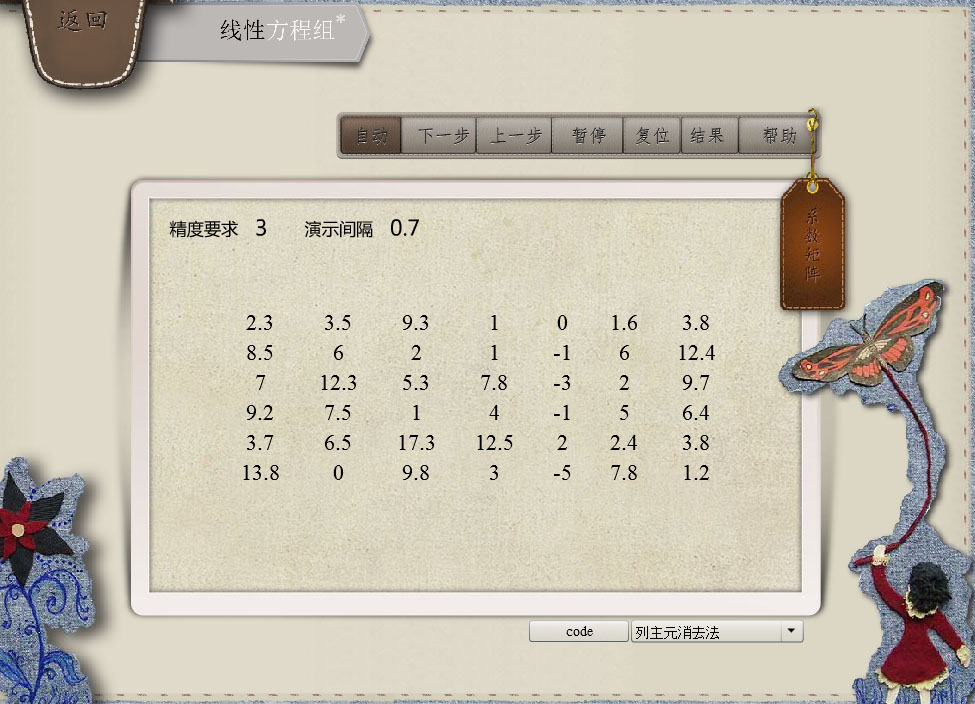 返回
线性方程组*
自动 下一步 上一步 暂停 复位 结果 帮助
系数矩阵
精度要求 3 演示间隔 0.7
2.3 3.5 9.3 1 0 1.6 3.8
8.5 6 2 1 -1 6 12.4
7 12.3 5.3 7.8 -3 2 9.7
9.2 7.5 1 4 -1 5 6.4
3.7 6.5 17.3 12.5 2 2.4 3.8
13.8 0 9.8 3 -5 7.8 1.2
code 列主元消去法